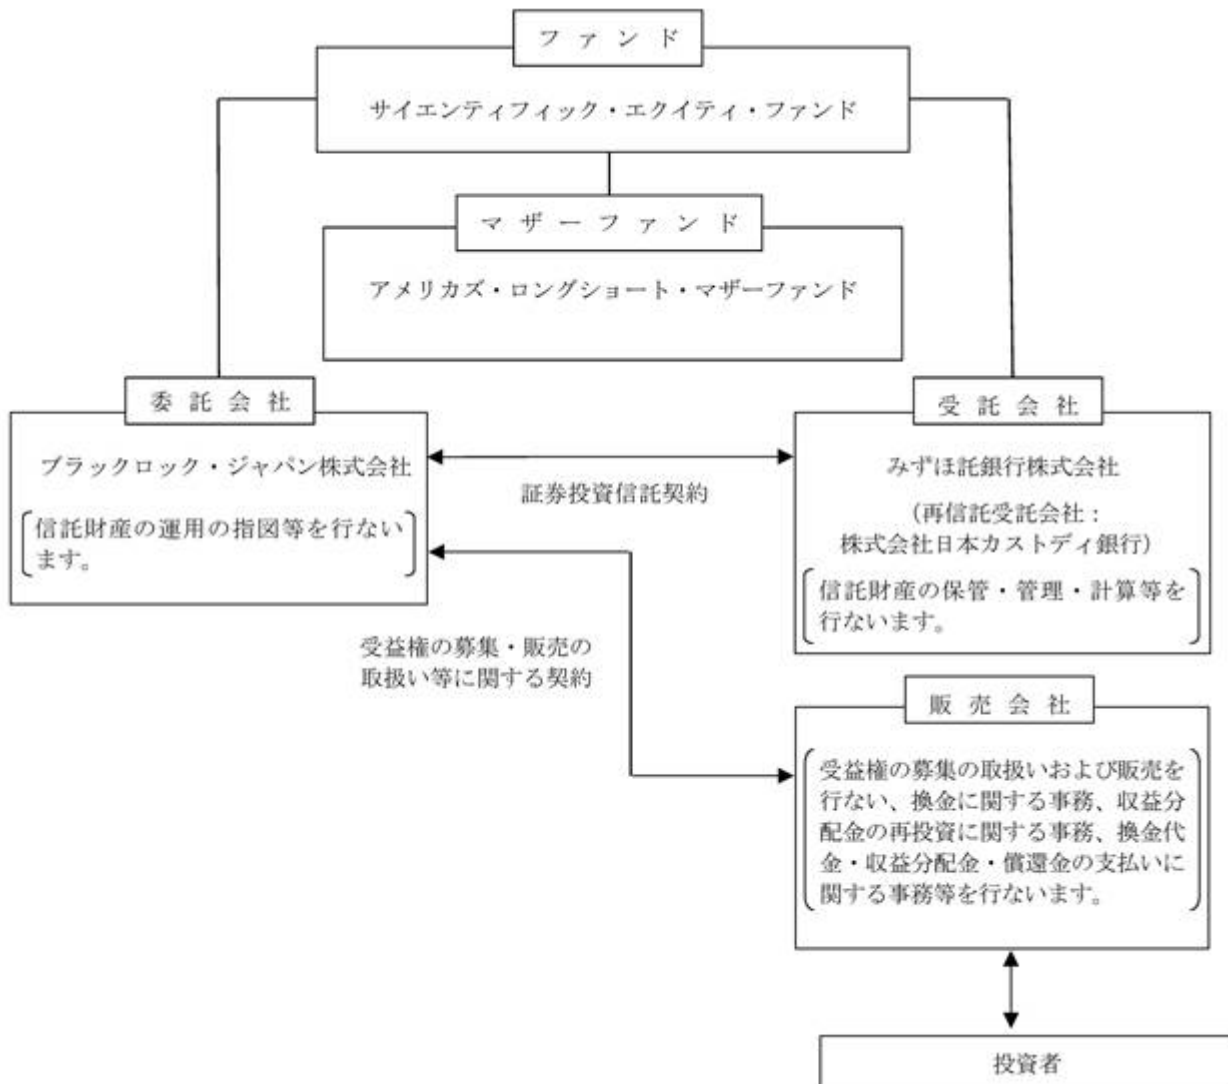 ファンド
サイエンティフィック・エクイティ・ファンド
マザーファンド
アメリカズ・ロングショート・マザーファンド
委託会社
ブラックロック・ジャパン株式会社
信託財産の運用の指図等を行ない
ます。
証券投資信託契約
受託会社
みずほ託銀行株式会社
(再信託受託会社：
株式会社日本カストディ銀行)
信託財産の保管・管理・計算等を
行ないます。
受益権の募集・販売の
取扱い等に関する契約
販売会社
受益権の募集の取扱いおよび販売を
行ない、換金に関する事務、収益分
配金の再投資に関する事務、換金代
金・収益分配金・償還金の支払いに
関する事務等を行ないます。
投資者